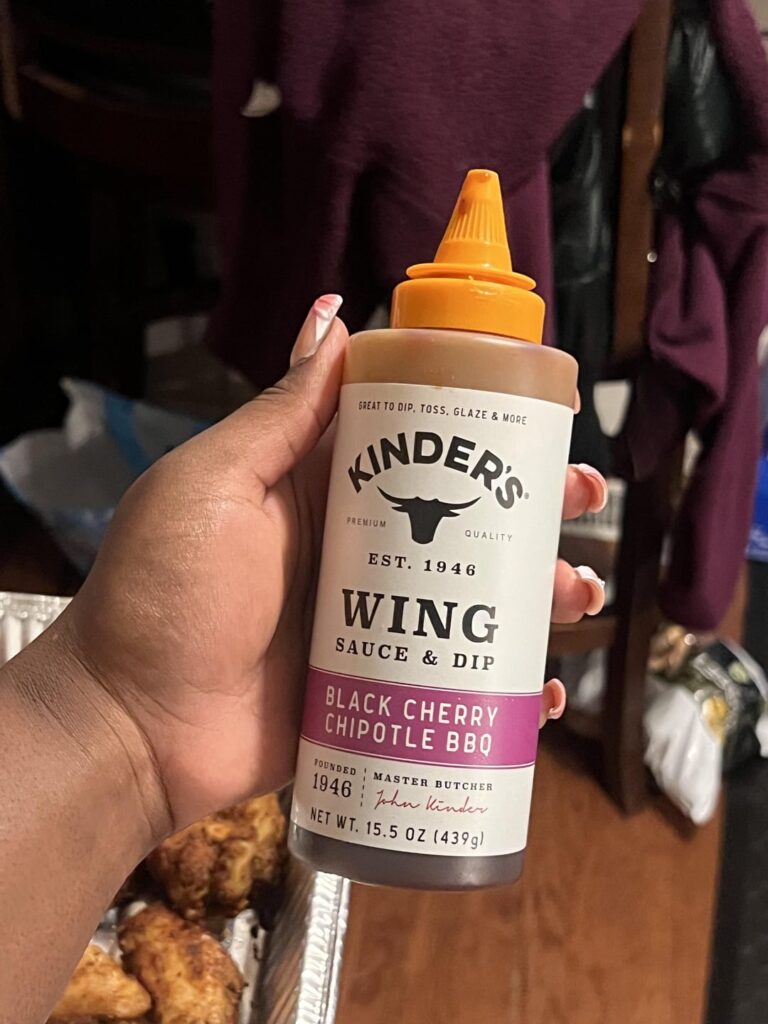 GREAT TO DIP, TOSS, GLAZE & MORE
KINDER'S®
PREMIUM QUALITY
EST. 1946
WING
SAUCE & DIP
BLACK CHERRY
CHIPOTLE BBQ
FOUNDED
1946
MASTER BUTCHER
John Kinder
NET WT. 15.5 OZ (439g)